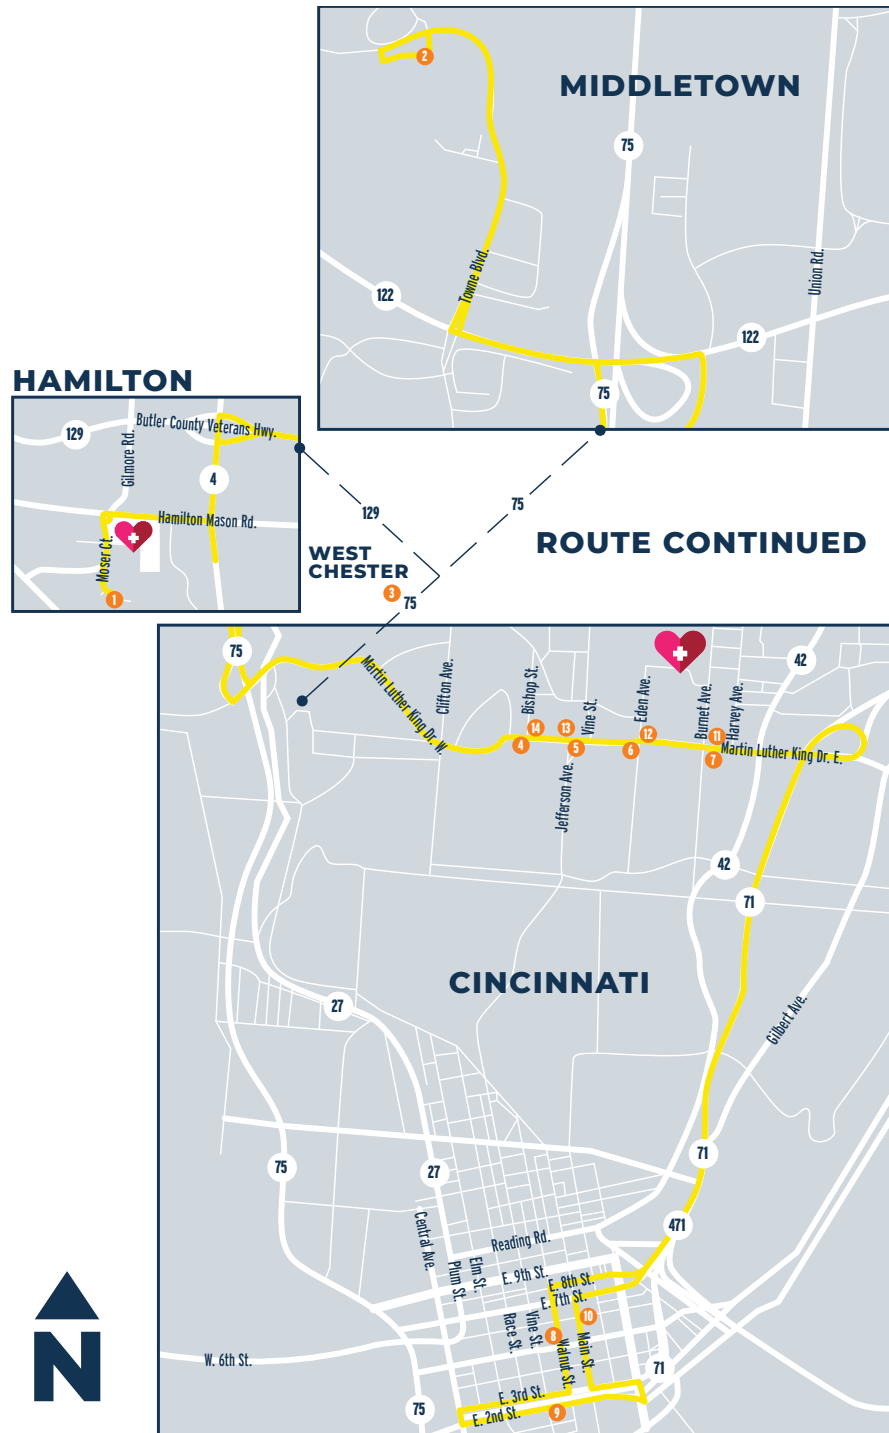 MIDDLETOWN
2
75
Towne Blvd.
Union Rd.
122
122
75
HAMILTON
129
Butler County Veterans Hwy.
Gilmore Rd.
4
Hamilton Mason Rd.
Moser Ct.
1
129
75
ROUTE CONTINUED
WEST
CHESTER
3
75
75
Martin Luther King Dr. W.
Clifton Ave.
Bishop St.
14
13
Vine St.
Eden Ave.
12
Burnet Ave.
Harvey Ave.
11
42
4
5
6
7
Martin Luther King Dr. E.
Jefferson Ave.
42
71
CINCINNATI
27
Gilbert Ave.
75
27
71
471
Central Ave.
Reading Rd.
Plum St.
Elm St.
E. 9th St.
E. 8th St.
E. 7th St.
Race St.
Vine St.
8
Walnut St.
10
Main St.
W. 6th St.
71
75
E. 3rd St.
E. 2nd St.
9
N